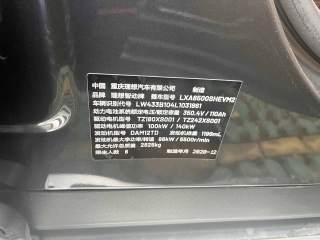 中国 重庆理想汽车有限公司 制造
品牌 理想智动牌 整车型号 LXA6500SHEVM2
车辆识别代号 LW433B104L1031861
动力电池系统额定电压/额定容量 350.4V / 110Ah
驱动电机型号 TZ180XS001 / TZ242XS001
驱动电机峰值功率 100kW / 140kW
发动机型号 DAM12TD 发动机排量 1199mL
发动机最大净功率/转速 96kW / 5500r/min
最大允许总质量 2825kg
乘坐人数 6 制造年月 2020-12